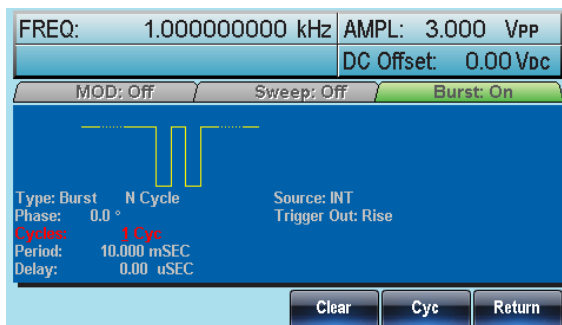 FREQ: 1.000000000 kHz AMPL: 3.000 VPP
DC Offset: 0.00 VDC
MOD: Off Sweep: Off Burst: On
Type: Burst N Cycle Source: INT
Phase: 0.0 ° Trigger Out: Rise
Cycles: 1 Cyc
Period: 10.000 mSEC
Delay: 0.00 uSEC
Clear Cyc Return